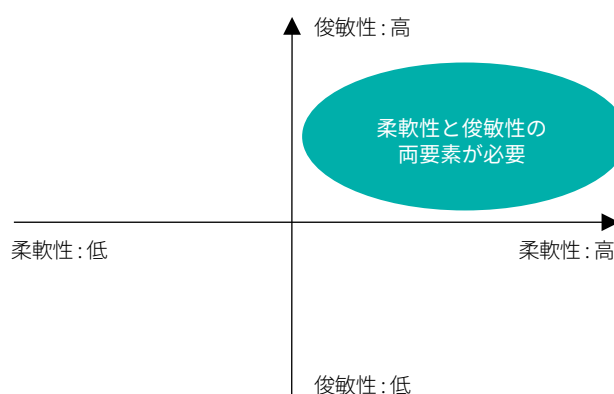 俊敏性：高
柔軟性と俊敏性の
両要素が必要
柔軟性：低
柔軟性：高
俊敏性：低